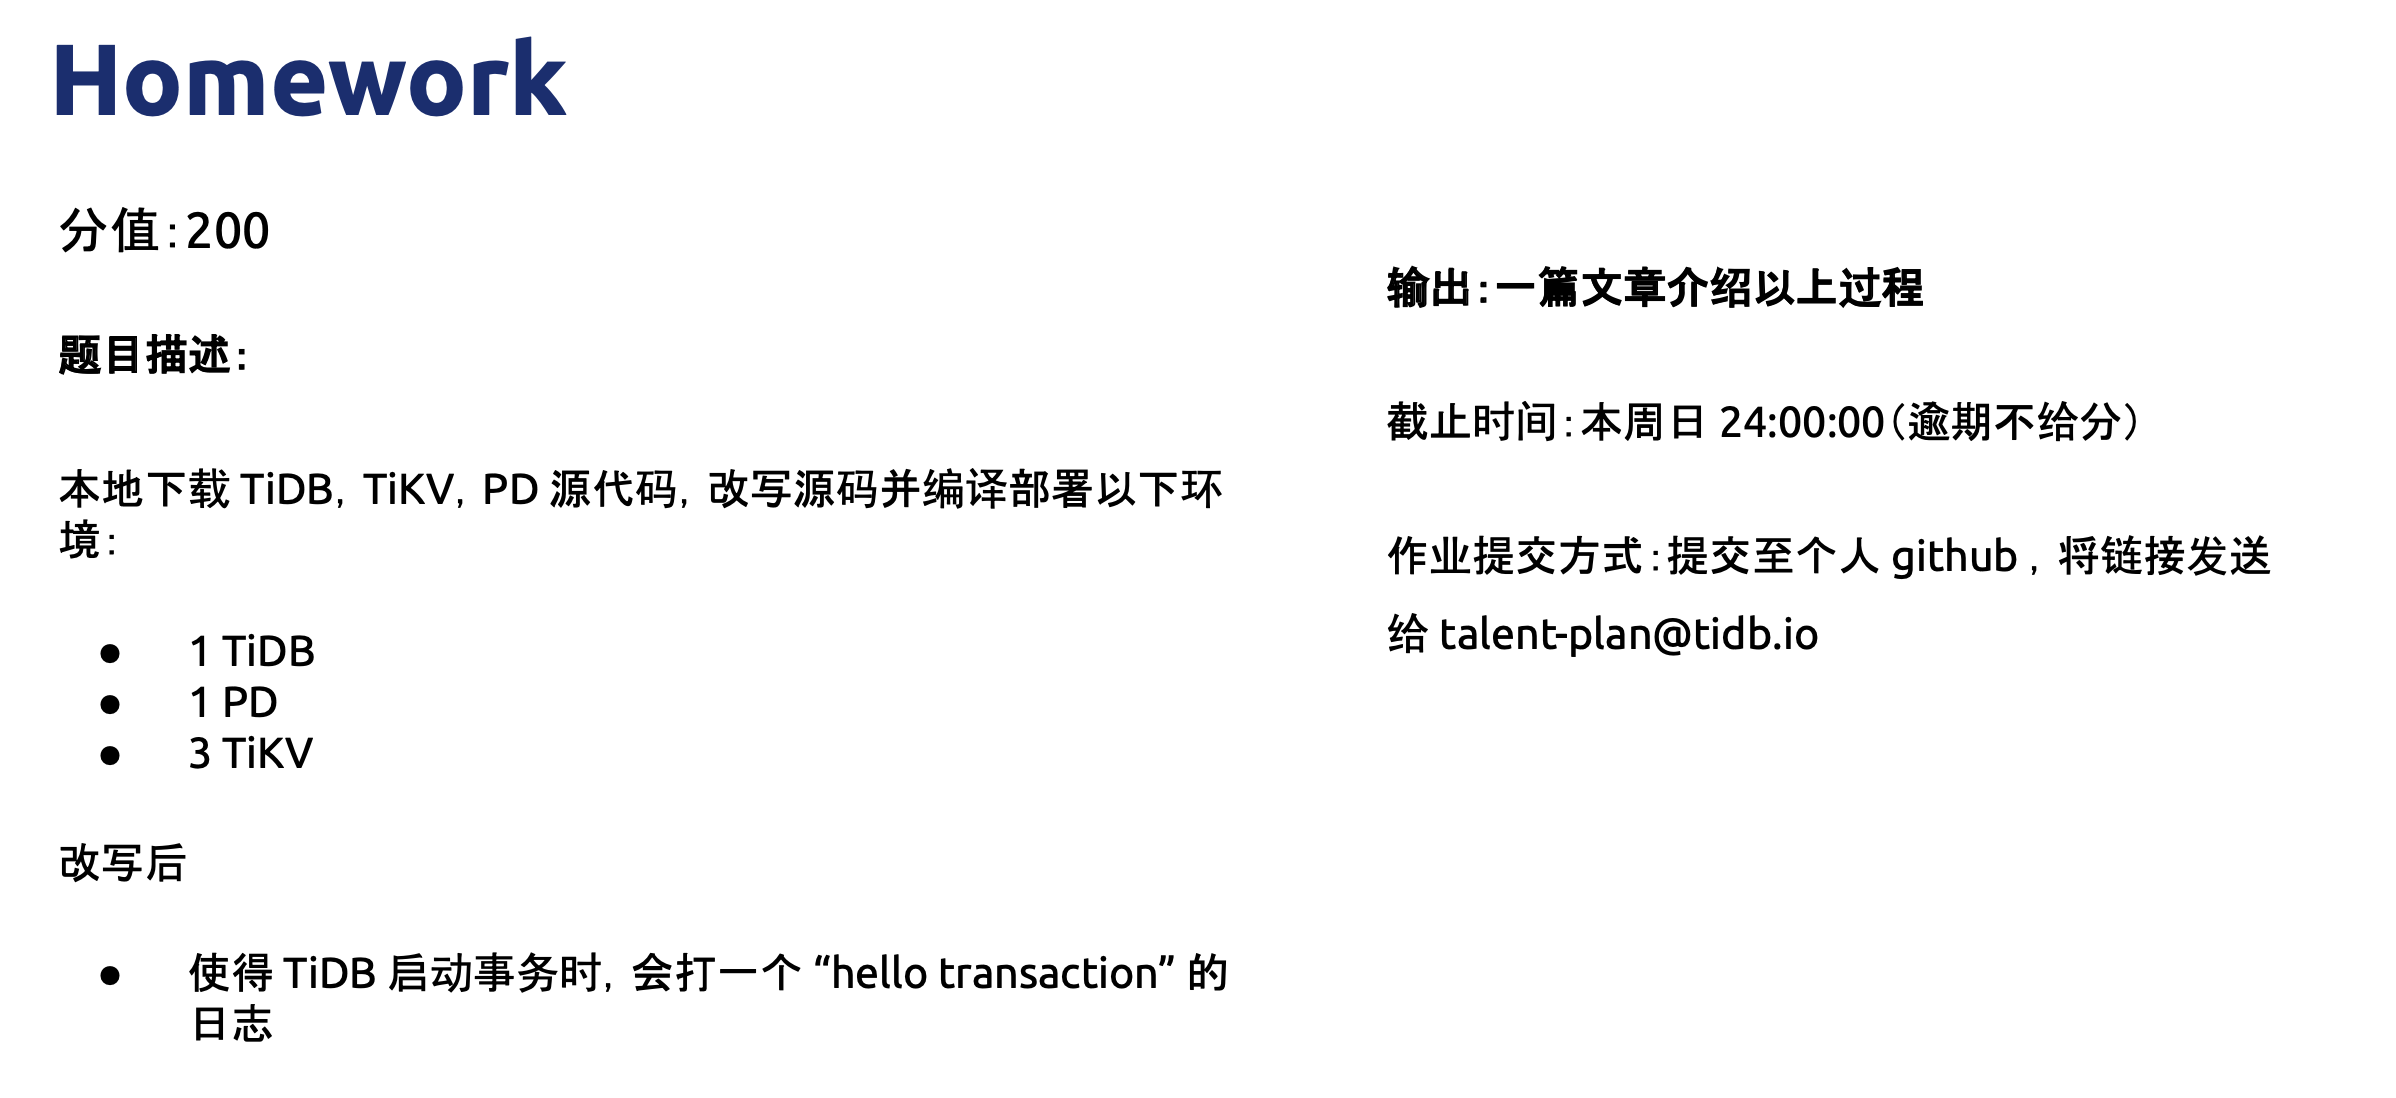 Homework
分值：200
题目描述：
本地下载 TiDB，TiKV，PD 源代码，改写源码并编译部署以下环
境：
● 1 TiDB
● 1 PD
● 3 TiKV
改写后
● 使得 TiDB 启动事务时，会打一个 “hello transaction” 的
日志
输出：一篇文章介绍以上过程
截止时间：本周日 24:00:00（逾期不给分）
作业提交方式：提交至个人 github ，将链接发送
给 talent-plan@tidb.io